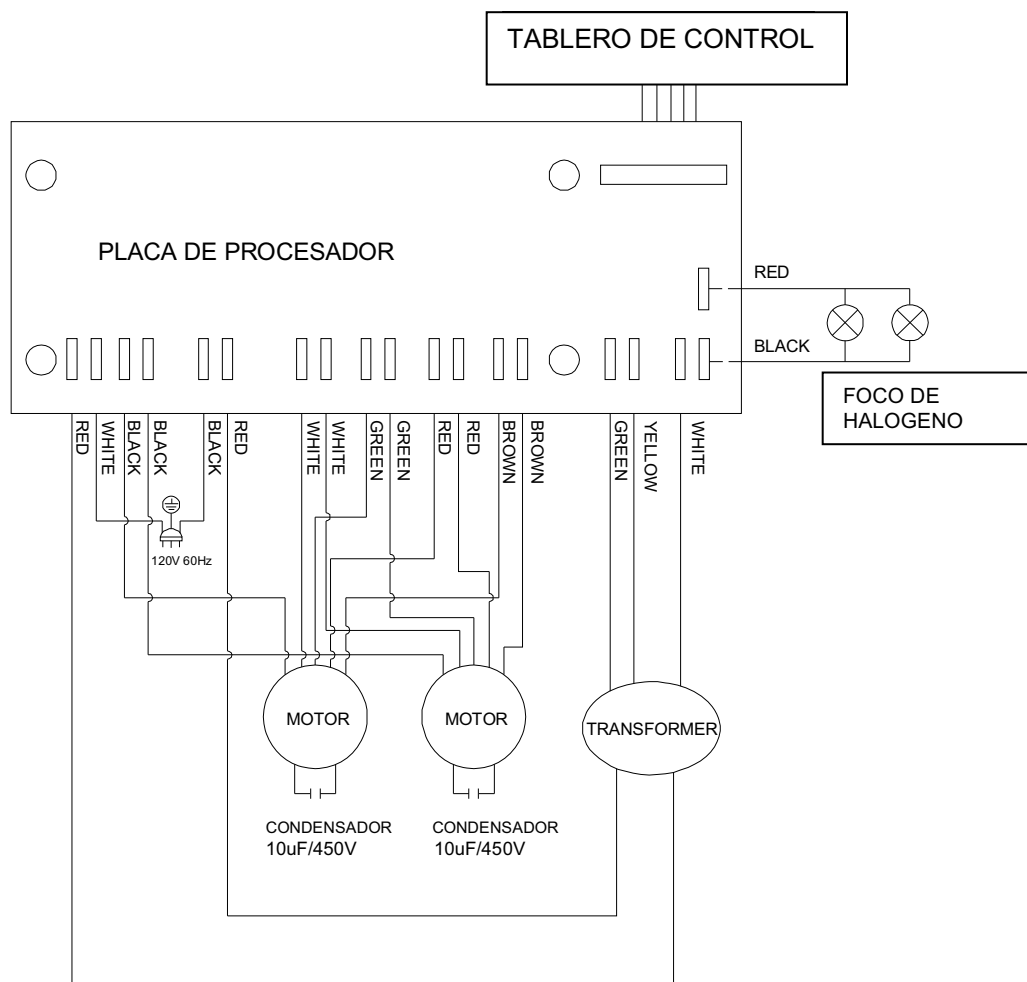 TABLERO DE CONTROL
PLACA DE PROCESADOR
RED
BLACK
FOCO DE
HALOGENO
RED
WHITE
BLACK
BLACK
BLACK
RED
WHITE
WHITE
GREEN
GREEN
RED
RED
BROWN
BROWN
GREEN
YELLOW
WHITE
120V 60Hz
MOTOR
MOTOR
TRANSFORMER
CONDENSADOR
10uF/450V
CONDENSADOR
10uF/450V